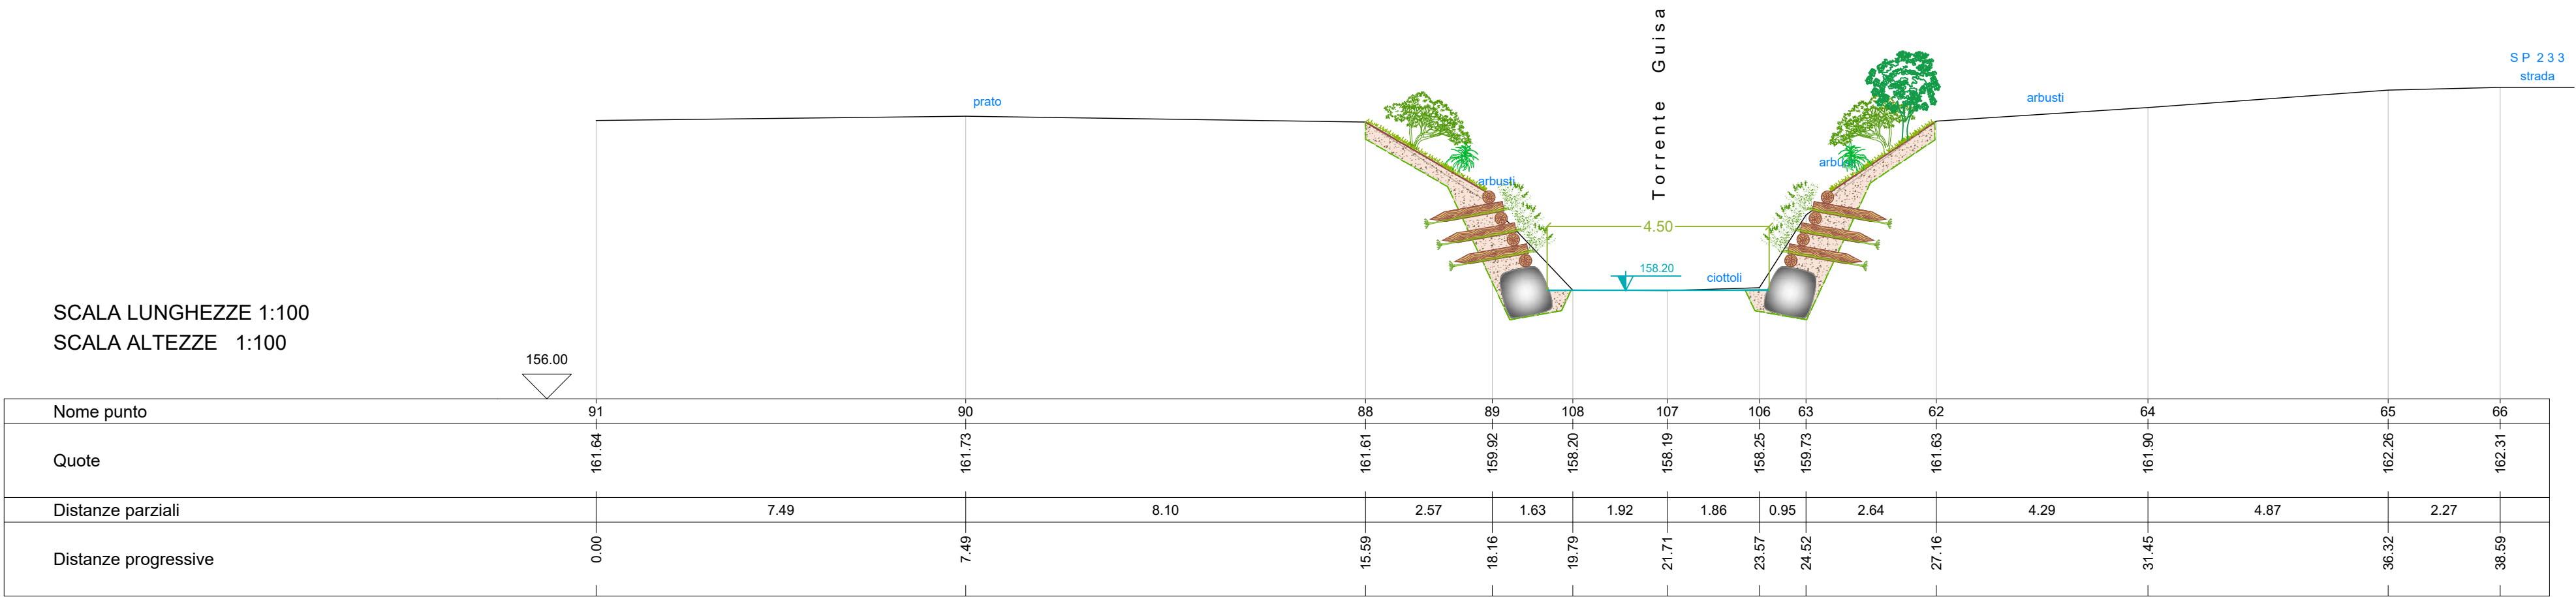 Torrente Guisa
SP 233
strada
prato
arbusti
arbusti
arbusti
4.50
158.20
ciottoli
SCALA LUNGHEZZE 1:100
SCALA ALTEZZE 1:100
156.00
Nome punto 91 90 88 89 108 107 106 63 62 64 65 66
Quote 161.64 161.73 161.61 159.92 158.20 158.19 158.25 159.73 161.63 161.90 162.26 162.31
Distanze parziali 7.49 8.10 2.57 1.63 1.92 1.86 0.95 2.64 4.29 4.87 2.27
Distanze progressive 0.00 7.49 15.59 18.16 19.79 21.71 23.57 24.52 27.16 31.45 36.32 38.59